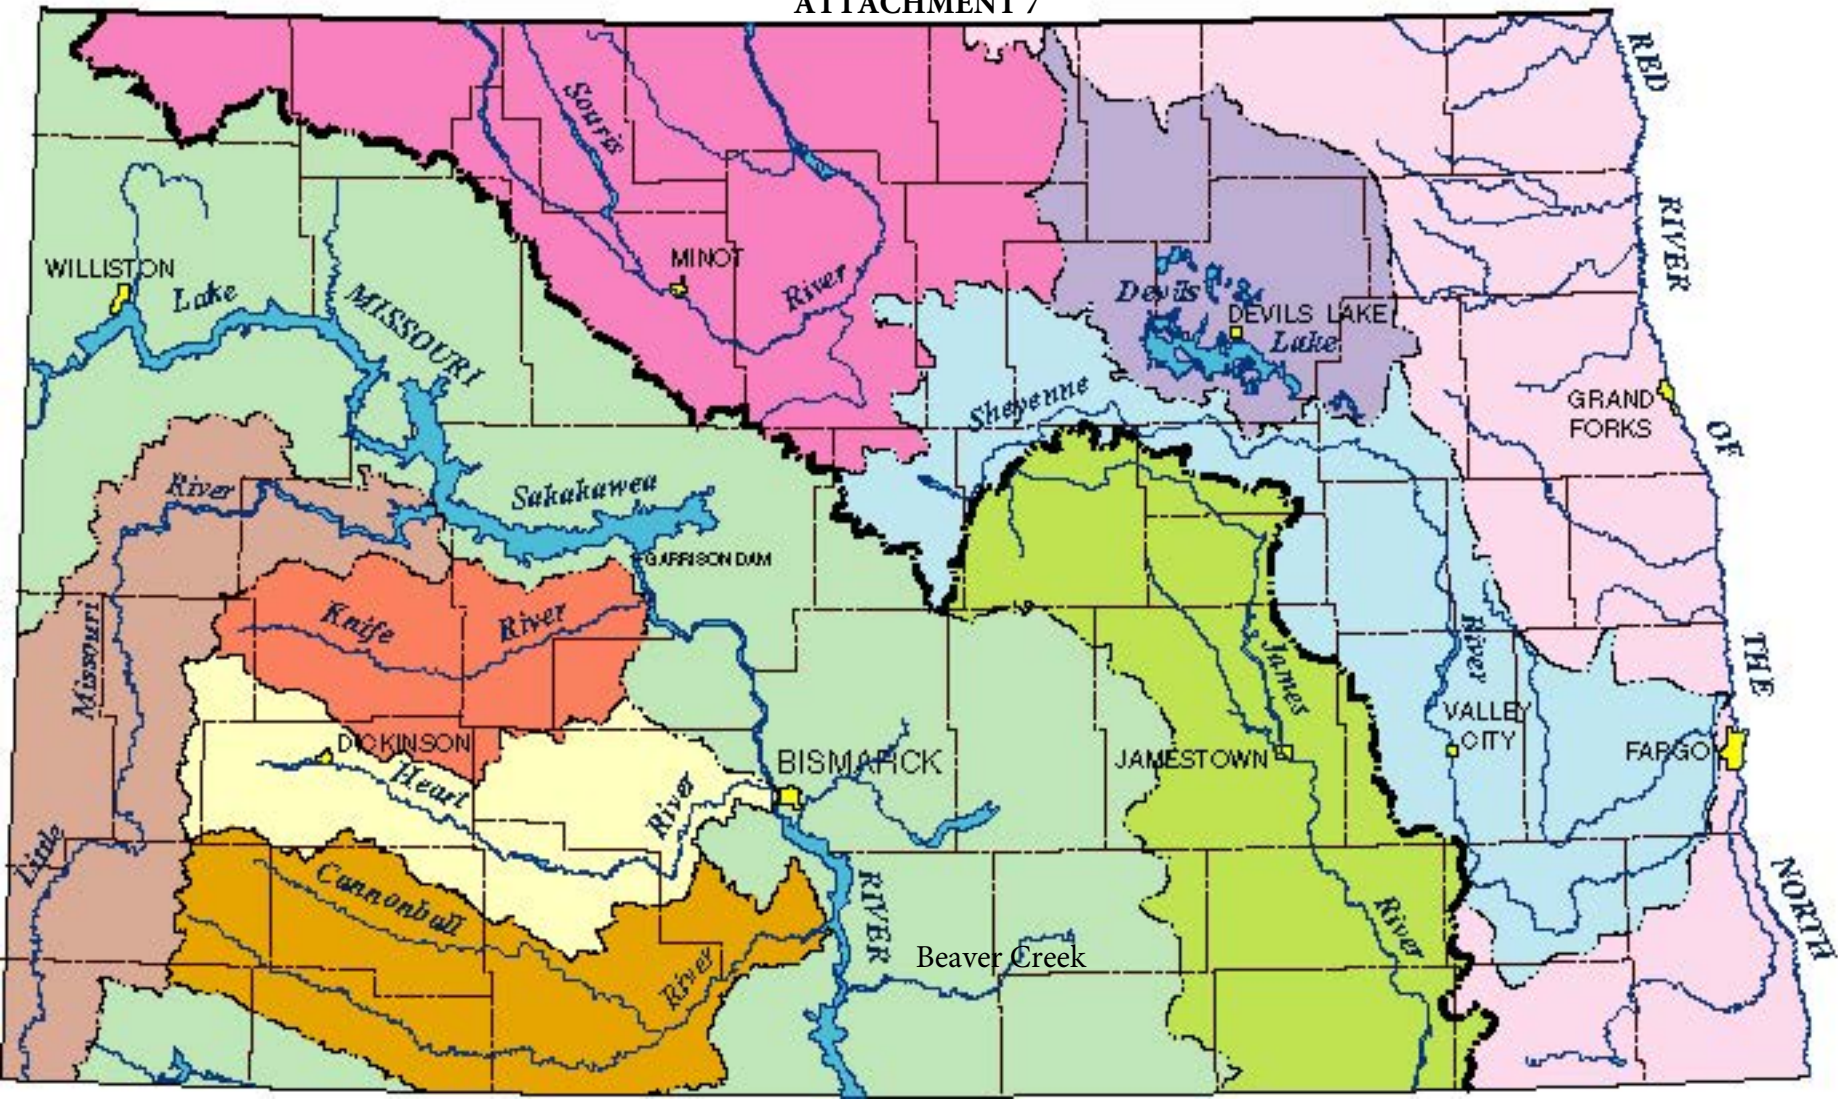 ATTACHMENT 7
RED
Souris
RIVER
MINOT
WILLISTON
Lake
MISSOURI
River
Devils
DEVILS LAKE
Lake
Sheyenne
GRAND
FORKS
OF
River
Sakakawea
GARRISON DAM
Knife
River
Missouri
James
River
THE
VALLEY
CITY
DICKINSON
BISMARCK
JAMESTOWN
FARGO
Heart
River
Little
Cannonball
RIVER
River
NORTH
Beaver Creek
River